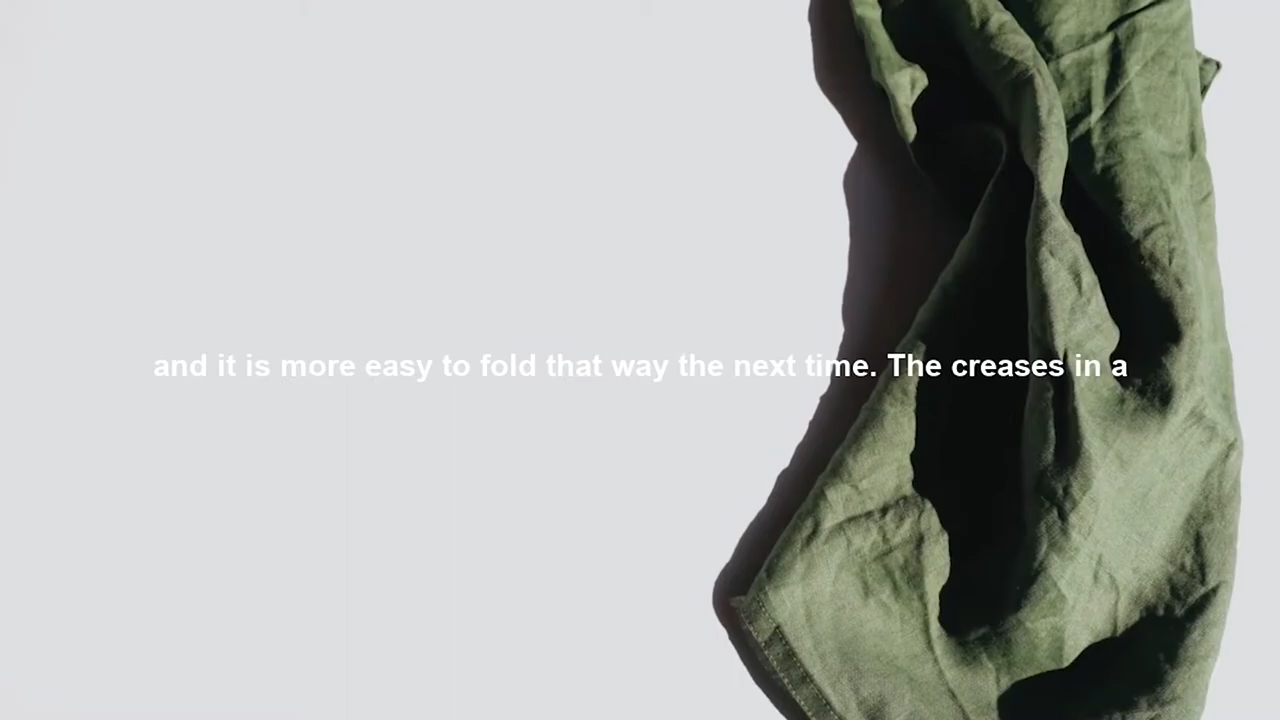 and it is more easy to fold that way the next time. The creases in a